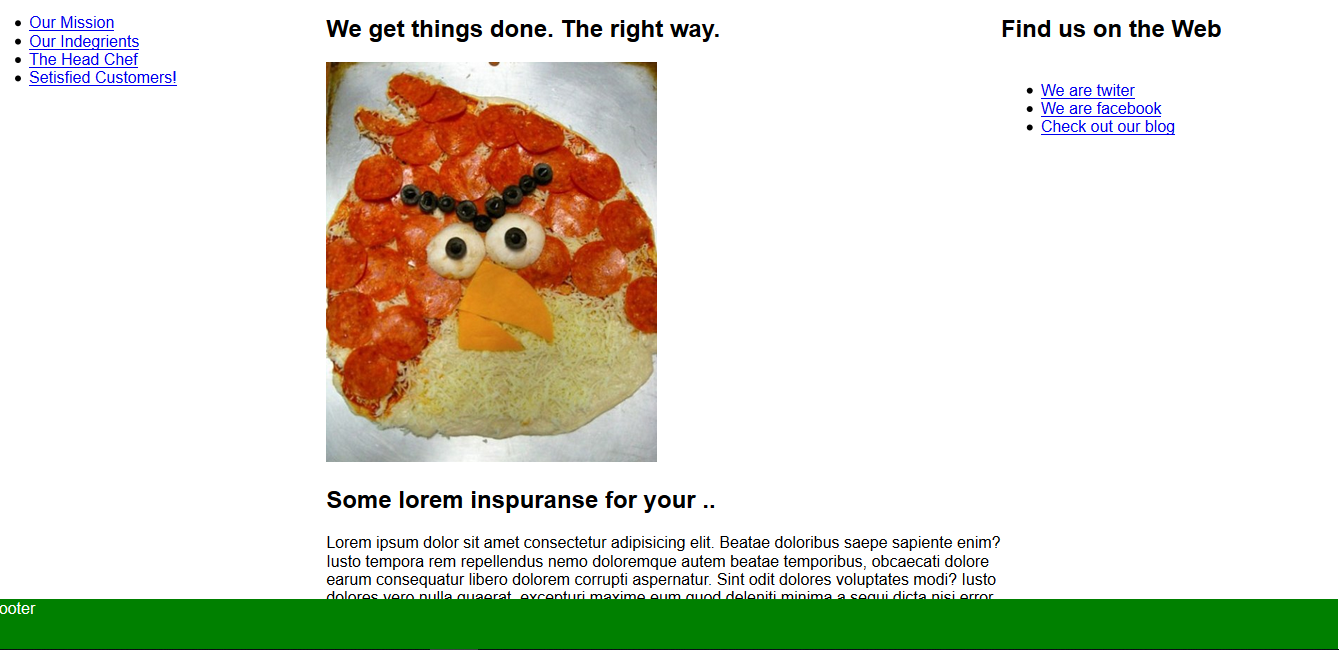 Our Mission
Our Indegrients
The Head Chef
Setisfied Customers!
We get things done. The right way.
Some lorem inspuranse for your ..
Lorem ipsum dolor sit amet consectetur adipisicing elit. Beatae doloribus saepe sapiente enim?
Iusto tempora rem repellendus nemo doloremque autem beatae temporibus, obcaecati dolore
earum consequatur libero dolorem corrupti aspernatur. Sint odit dolores voluptates modi? Iusto
dolores vero nulla quaerat, excepturi maxime eum quod deleniti minima a sequi dicta nisi error
Find us on the Web
We are twiter
We are facebook
Check out our blog
ooter